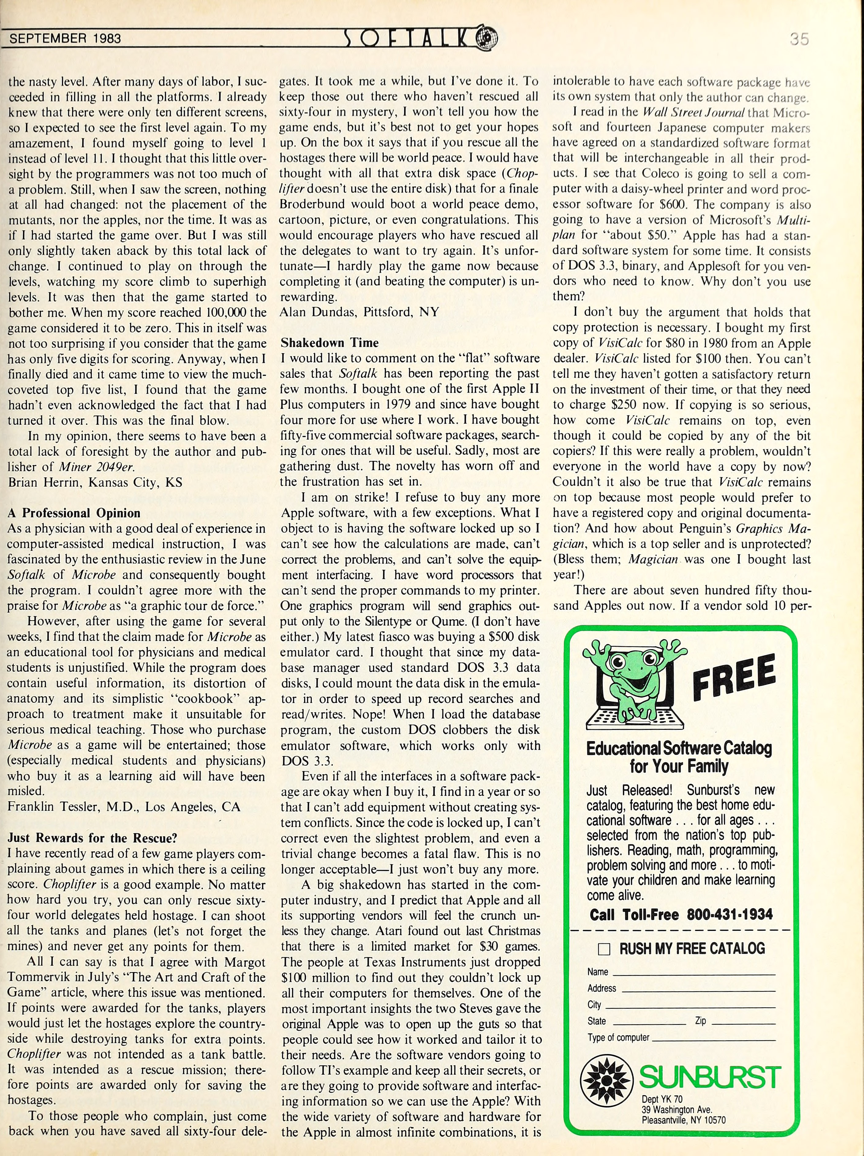 SEPTEMBER 1983
SOFTALK
35
the nasty level. After many days of labor, I suc-
ceeded in filling in all the platforms. I already
knew that there were only ten different screens,
so I expected to see the first level again. To my
amazement, I found myself going to level 1
instead of level 11. I thought that this little over-
sight by the programmers was not too much of
a problem. Still, when I saw the screen, nothing
at all had changed: not the placement of the
mutants, nor the apples, nor the time. It was as
if I had started the game over. But I was still
only slightly taken aback by this total lack of
change. I continued to play on through the
levels, watching my score climb to superhigh
levels. It was then that the game started to
bother me. When my score reached 100,000 the
game considered it to be zero. This in itself was
not too surprising if you consider that the game
has only five digits for scoring. Anyway, when I
finally died and it came time to view the much-
coveted top five list, I found that the game
hadn't even acknowledged the fact that I had
turned it over. This was the final blow.
In my opinion, there seems to have been a
total lack of foresight by the author and pub-
lisher of Miner 2049er.
Brian Herrin, Kansas City, KS
A Professional Opinion
As a physician with a good deal of experience in
computer-assisted medical instruction, I was
fascinated by the enthusiastic review in the June
Softalk of Microbe and consequently bought
the program. I couldn't agree more with the
praise for Microbe as "a graphic tour de force."
However, after using the game for several
weeks, I find that the claim made for Microbe as
an educational tool for physicians and medical
students is unjustified. While the program does
contain useful information, its distortion of
anatomy and its simplistic "cookbook" ap-
proach to treatment make it unsuitable for
serious medical teaching. Those who purchase
Microbe as a game will be entertained; those
(especially medical students and physicians)
who buy it as a learning aid will have been
misled.
Franklin Tessler, M.D., Los Angeles, CA
Just Rewards for the Rescue?
I have recently read of a few game players com-
plaining about games in which there is a ceiling
score. Choplifter is a good example. No matter
how hard you try, you can only rescue sixty-
four world delegates held hostage. I can shoot
all the tanks and planes (let's not forget the
mines) and never get any points for them.
All I can say is that I agree with Margot
Tommervik in July's "The Art and Craft of the
Game" article, where this issue was mentioned.
If points were awarded for the tanks, players
would just let the hostages explore the country-
side while destroying tanks for extra points.
Choplifter was not intended as a tank battle.
It was intended as a rescue mission; there-
fore points are awarded only for saving the
hostages.
To those people who complain, just come
back when you have saved all sixty-four dele-
gates. It took me a while, but I've done it. To
keep those out there who haven't rescued all
sixty-four in mystery, I won't tell you how the
game ends, but it's best not to get your hopes
up. On the box it says that if you rescue all the
hostages there will be world peace. I would have
thought with all that extra disk space (Chop-
lifter doesn't use the entire disk) that for a finale
Broderbund would boot a world peace demo,
cartoon, picture, or even congratulations. This
would encourage players who have rescued all
the delegates to want to try again. It's unfor-
tunate—I hardly play the game now because
completing it (and beating the computer) is un-
rewarding.
Alan Dundas, Pittsford, NY
Shakedown Time
I would like to comment on the "flat" software
sales that Softalk has been reporting the past
few months. I bought one of the first Apple II
Plus computers in 1979 and since have bought
four more for use where I work. I have bought
fifty-five commercial software packages, search-
ing for ones that will be useful. Sadly, most are
gathering dust. The novelty has worn off and
the frustration has set in.
I am on strike! I refuse to buy any more
Apple software, with a few exceptions. What I
object to is having the software locked up so I
can't see how the calculations are made, can't
correct the problems, and can't solve the equip-
ment interfacing. I have word processors that
can't send the proper commands to my printer.
One graphics program will send graphics out-
put only to the Silentype or Qume. (I don't have
either.) My latest fiasco was buying a $500 disk
emulator card. I thought that since my data-
base manager used standard DOS 3.3 data
disks, I could mount the data disk in the emula-
tor in order to speed up record searches and
read/writes. Nope! When I load the database
program, the custom DOS clobbers the disk
emulator software, which works only with
DOS 3.3.
Even if all the interfaces in a software pack-
age are okay when I buy it, I find in a year or so
that I can't add equipment without creating sys-
tem conflicts. Since the code is locked up, I can't
correct even the slightest problem, and even a
trivial change becomes a fatal flaw. This is no
longer acceptable—I just won't buy any more.
A big shakedown has started in the com-
puter industry, and I predict that Apple and all
its supporting vendors will feel the crunch un-
less they change. Atari found out last Christmas
that there is a limited market for $30 games.
The people at Texas Instruments just dropped
$100 million to find out they couldn't lock up
all their computers for themselves. One of the
most important insights the two Steves gave the
original Apple was to open up the guts so that
people could see how it worked and tailor it to
their needs. Are the software vendors going to
follow TI's example and keep all their secrets, or
are they going to provide software and interfac-
ing information so we can use the Apple? With
the wide variety of software and hardware for
the Apple in almost infinite combinations, it is
intolerable to have each software package have
its own system that only the author can change.
I read in the Wall Street Journal that Micro-
soft and fourteen Japanese computer makers
have agreed on a standardized software format
that will be interchangeable in all their prod-
ucts. I see that Coleco is going to sell a com-
puter with a daisy-wheel printer and word proc-
essor software for $600. The company is also
going to have a version of Microsoft's Multi-
plan for "about $50." Apple has had a stan-
dard software system for some time. It consists
of DOS 3.3, binary, and Applesoft for you ven-
dors who need to know. Why don't you use
them?
I don't buy the argument that holds that
copy protection is necessary. I bought my first
copy of VisiCalc for $80 in 1980 from an Apple
dealer. VisiCalc listed for $100 then. You can't
tell me they haven't gotten a satisfactory return
on the investment of their time, or that they need
to charge $250 now. If copying is so serious,
how come VisiCalc remains on top, even
though it could be copied by any of the bit
copiers? If this were really a problem, wouldn't
everyone in the world have a copy by now?
Couldn't it also be true that VisiCalc remains
on top because most people would prefer to
have a registered copy and original documenta-
tion? And how about Penguin's Graphics Ma-
gician, which is a top seller and is unprotected?
(Bless them; Magician was one I bought last
year!)
There are about seven hundred fifty thou-
sand Apples out now. If a vendor sold 10 per-
FREE
Educational Software Catalog
for Your Family
Just Released! Sunburst's new
catalog, featuring the best home edu-
cational software . . . for all ages . . .
selected from the nation's top pub-
lishers. Reading, math, programming,
problem solving and more . . . to moti-
vate your children and make learning
come alive.
Call Toll-Free 800-431-1934
RUSH MY FREE CATALOG
Name
Address
City
State Zip
Type of computer
SUNBURST
Dept YK 70
39 Washington Ave.
Pleasantville, NY 10570